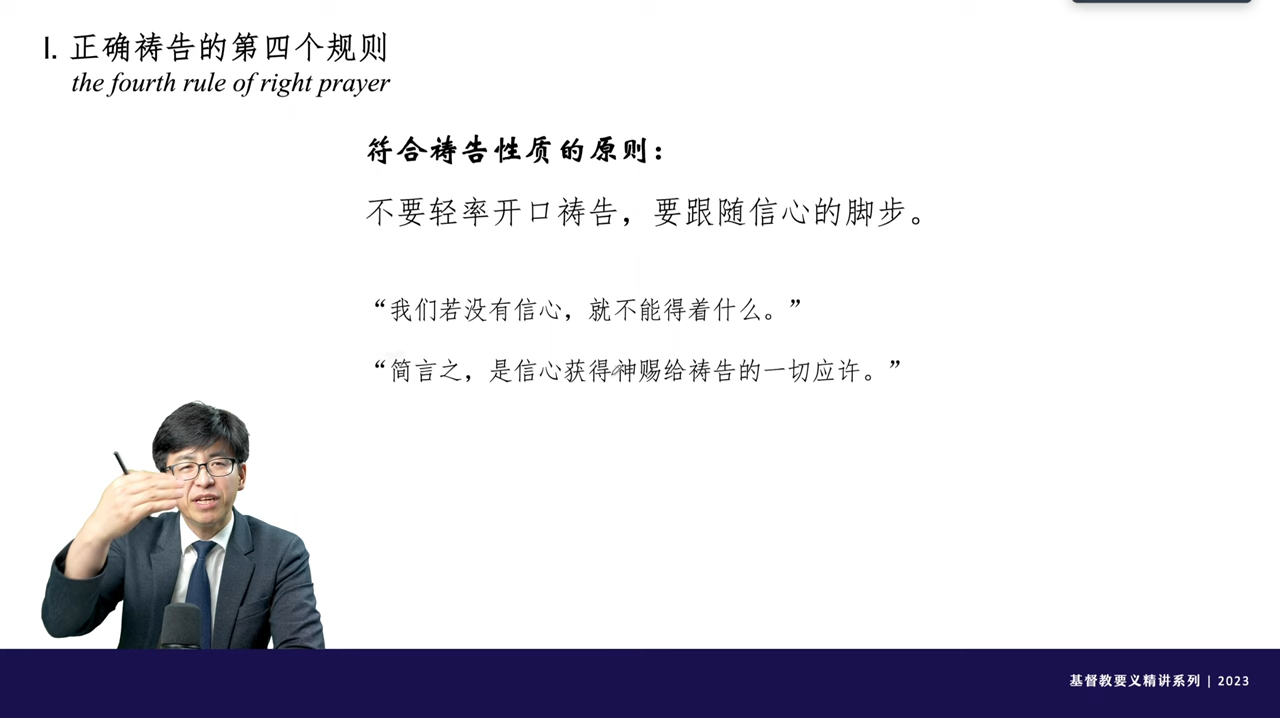 I. 正确祷告的第四个规则
the fourth rule of right prayer
符合祷告性质的原则：
不要轻率开口祷告，要跟随信心的脚步。
“我们若没有信心，就不能得着什么。”
“简言之，是信心获得神赐给祷告的一切应许。”
基督教要义精讲系列 | 2023